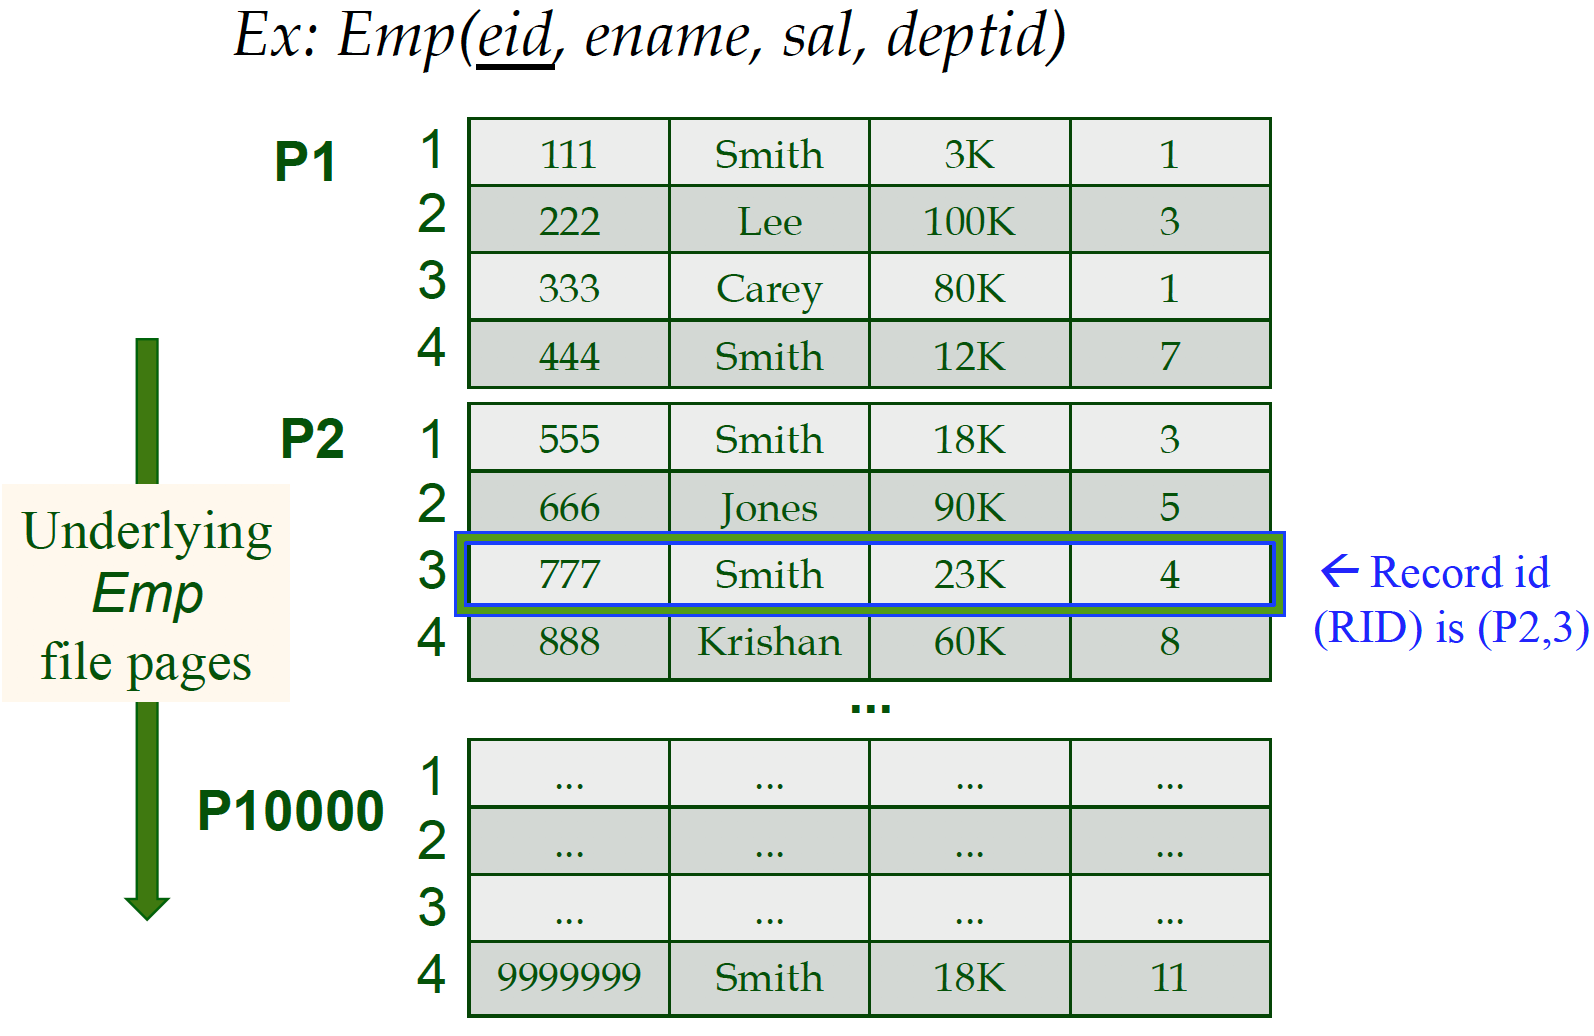 Ex: Emp(eid, ename, sal, deptid)
P1
1 111 Smith 3K 1
2 222 Lee 100K 3
3 333 Carey 80K 1
4 444 Smith 12K 7
P2
1 555 Smith 18K 3
2 666 Jones 90K 5
3 777 Smith 23K 4
4 888 Krishan 60K 8
← Record id
(RID) is (P2,3)
Underlying
Emp
file pages
...
P10000
1 ... ... ... ...
2 ... ... ... ...
3 ... ... ... ...
4 9999999 Smith 18K 11